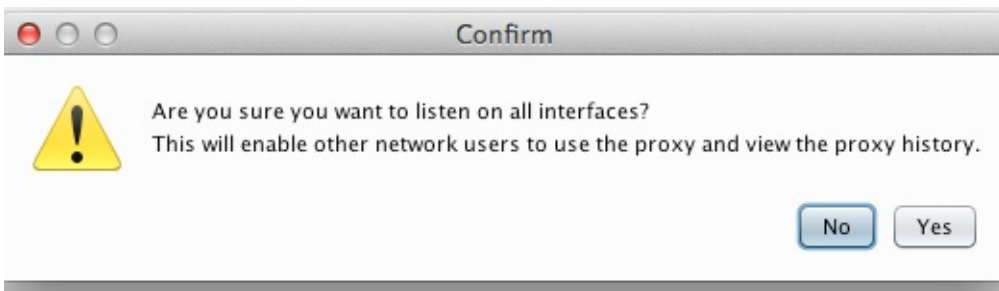 Confirm
Are you sure you want to listen on all interfaces?
This will enable other network users to use the proxy and view the proxy history.
No Yes